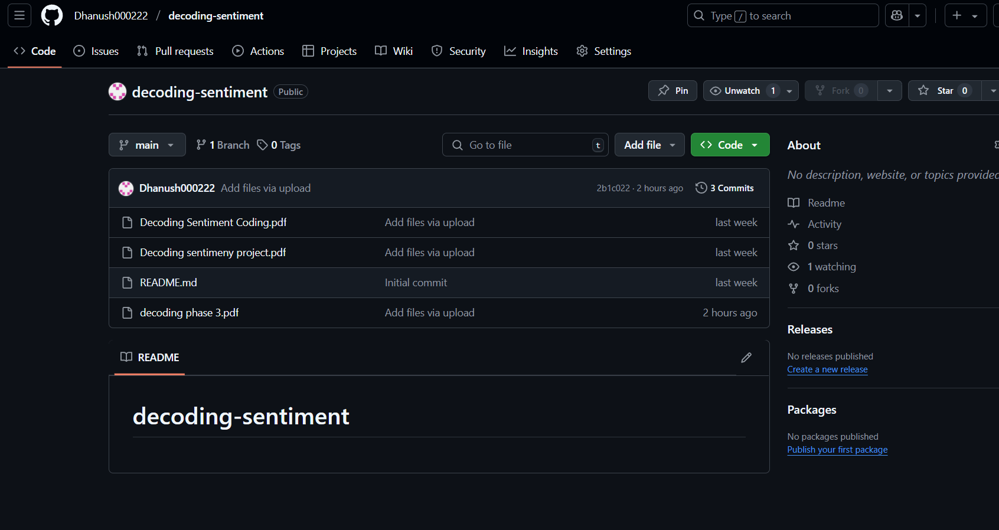 Dhanush000222 / decoding-sentiment
Type / to search
Code
Issues
Pull requests
Actions
Projects
Wiki
Security
Insights
Settings
decoding-sentiment Public
Pin
Unwatch 1
Fork 0
Star 0
main
1 Branch
0 Tags
Go to file t
Add file
Code
Dhanush000222 Add files via upload 2b1c022 · 2 hours ago 3 Commits
Decoding Sentiment Coding.pdf Add files via upload last week
Decoding sentimeny project.pdf Add files via upload last week
README.md Initial commit last week
decoding phase 3.pdf Add files via upload 2 hours ago
README
decoding-sentiment
About
No description, website, or topics provided
Readme
Activity
0 stars
1 watching
0 forks
Releases
No releases published
Create a new release
Packages
No packages published
Publish your first package